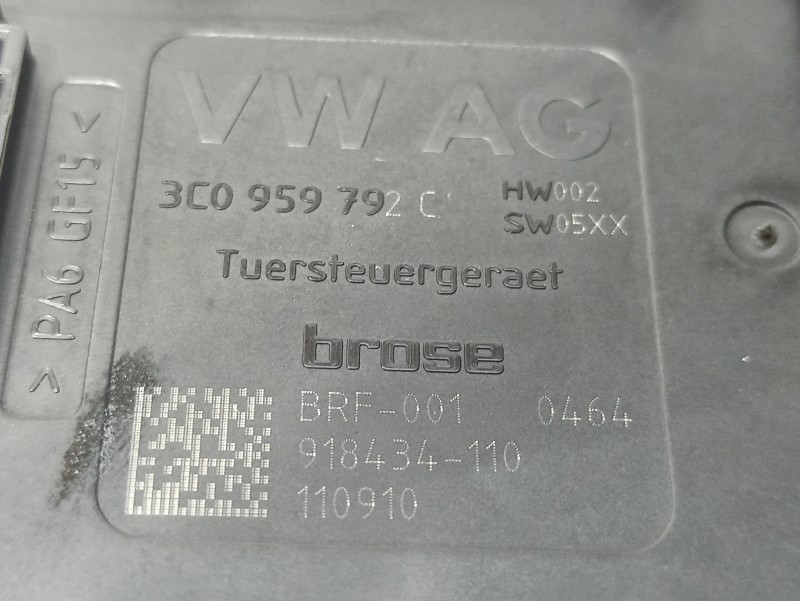 VW AG
3C0 959 792 C
HW002
SW05XX
Tuersteuergeraet
brose
BRF-001 0464
918434-110
110910
> PA6 GF15 <